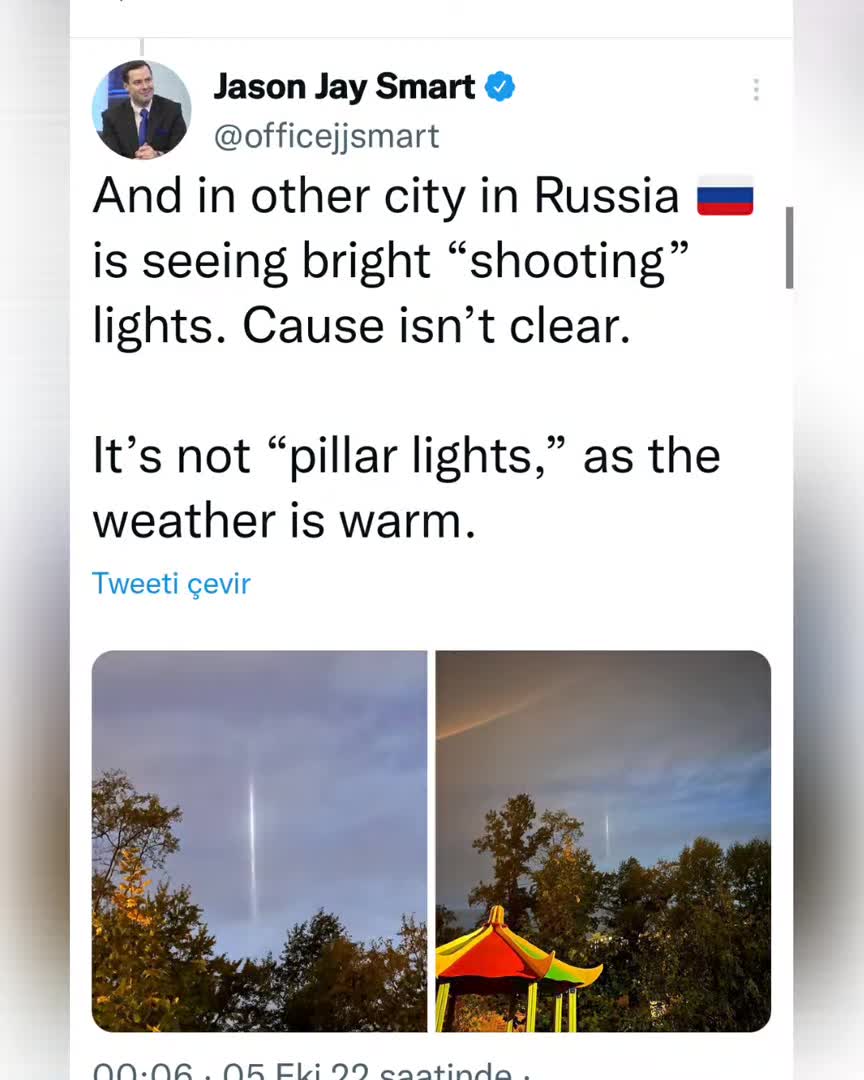 Jason Jay Smart
@officejjsmart
And in other city in Russia 🇷🇺
is seeing bright “shooting”
lights. Cause isn’t clear.
It’s not “pillar lights,” as the
weather is warm.
Tweeti çevir
00:06 · 05 Eki 22 saatinde ·